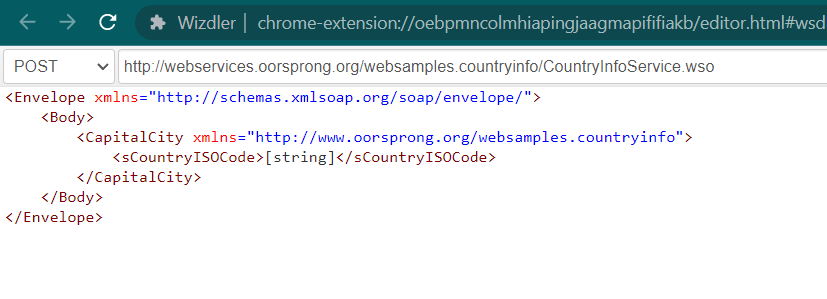 Wizdler | chrome-extension://oebpmncolmhiapingjaagmapififiakb/editor.html#wsd
POST http://webservices.oorsprong.org/websamples.countryinfo/CountryInfoService.wso
<Envelope xmlns="http://schemas.xmlsoap.org/soap/envelope/">
    <Body>
        <CapitalCity xmlns="http://www.oorsprong.org/websamples.countryinfo">
            <sCountryISOCode>[string]</sCountryISOCode>
        </CapitalCity>
    </Body>
</Envelope>